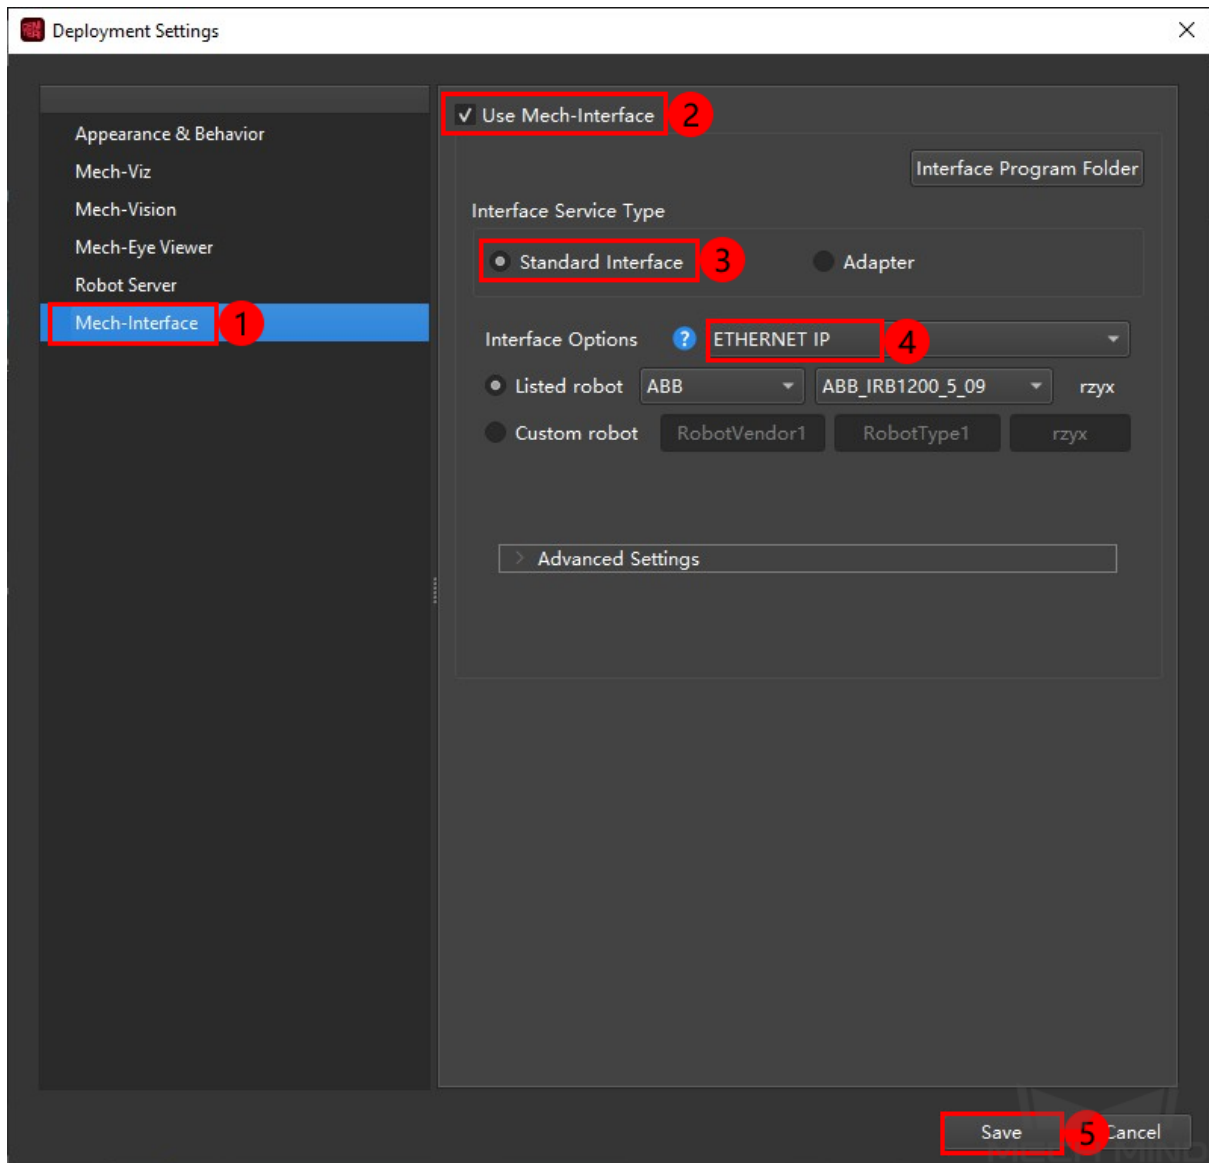 Deployment Settings
Appearance & Behavior
Mech-Viz
Mech-Vision
Mech-Eye Viewer
Robot Server
Mech-Interface 1
Use Mech-Interface 2
Interface Program Folder
Interface Service Type
Standard Interface 3 Adapter
Interface Options ? ETHERNET IP 4
Listed robot ABB ABB_IRB1200_5_09 rzyx
Custom robot RobotVendor1 RobotType1 rzyx
Advanced Settings
Save 5 Cancel
MECH MIND